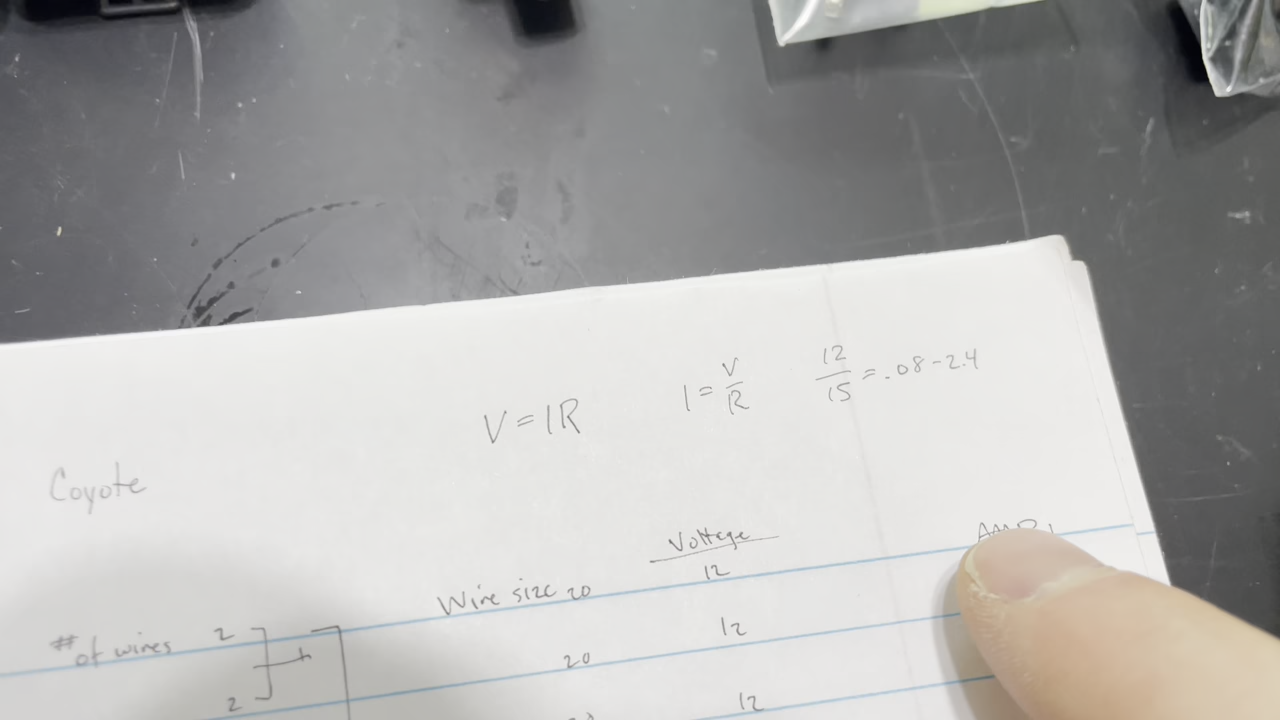 V = IR
I = V/R
12/15 = .08-2.4
Coyote
Voltage
Wire size 20 12
# of wires 2 20 12
2 12